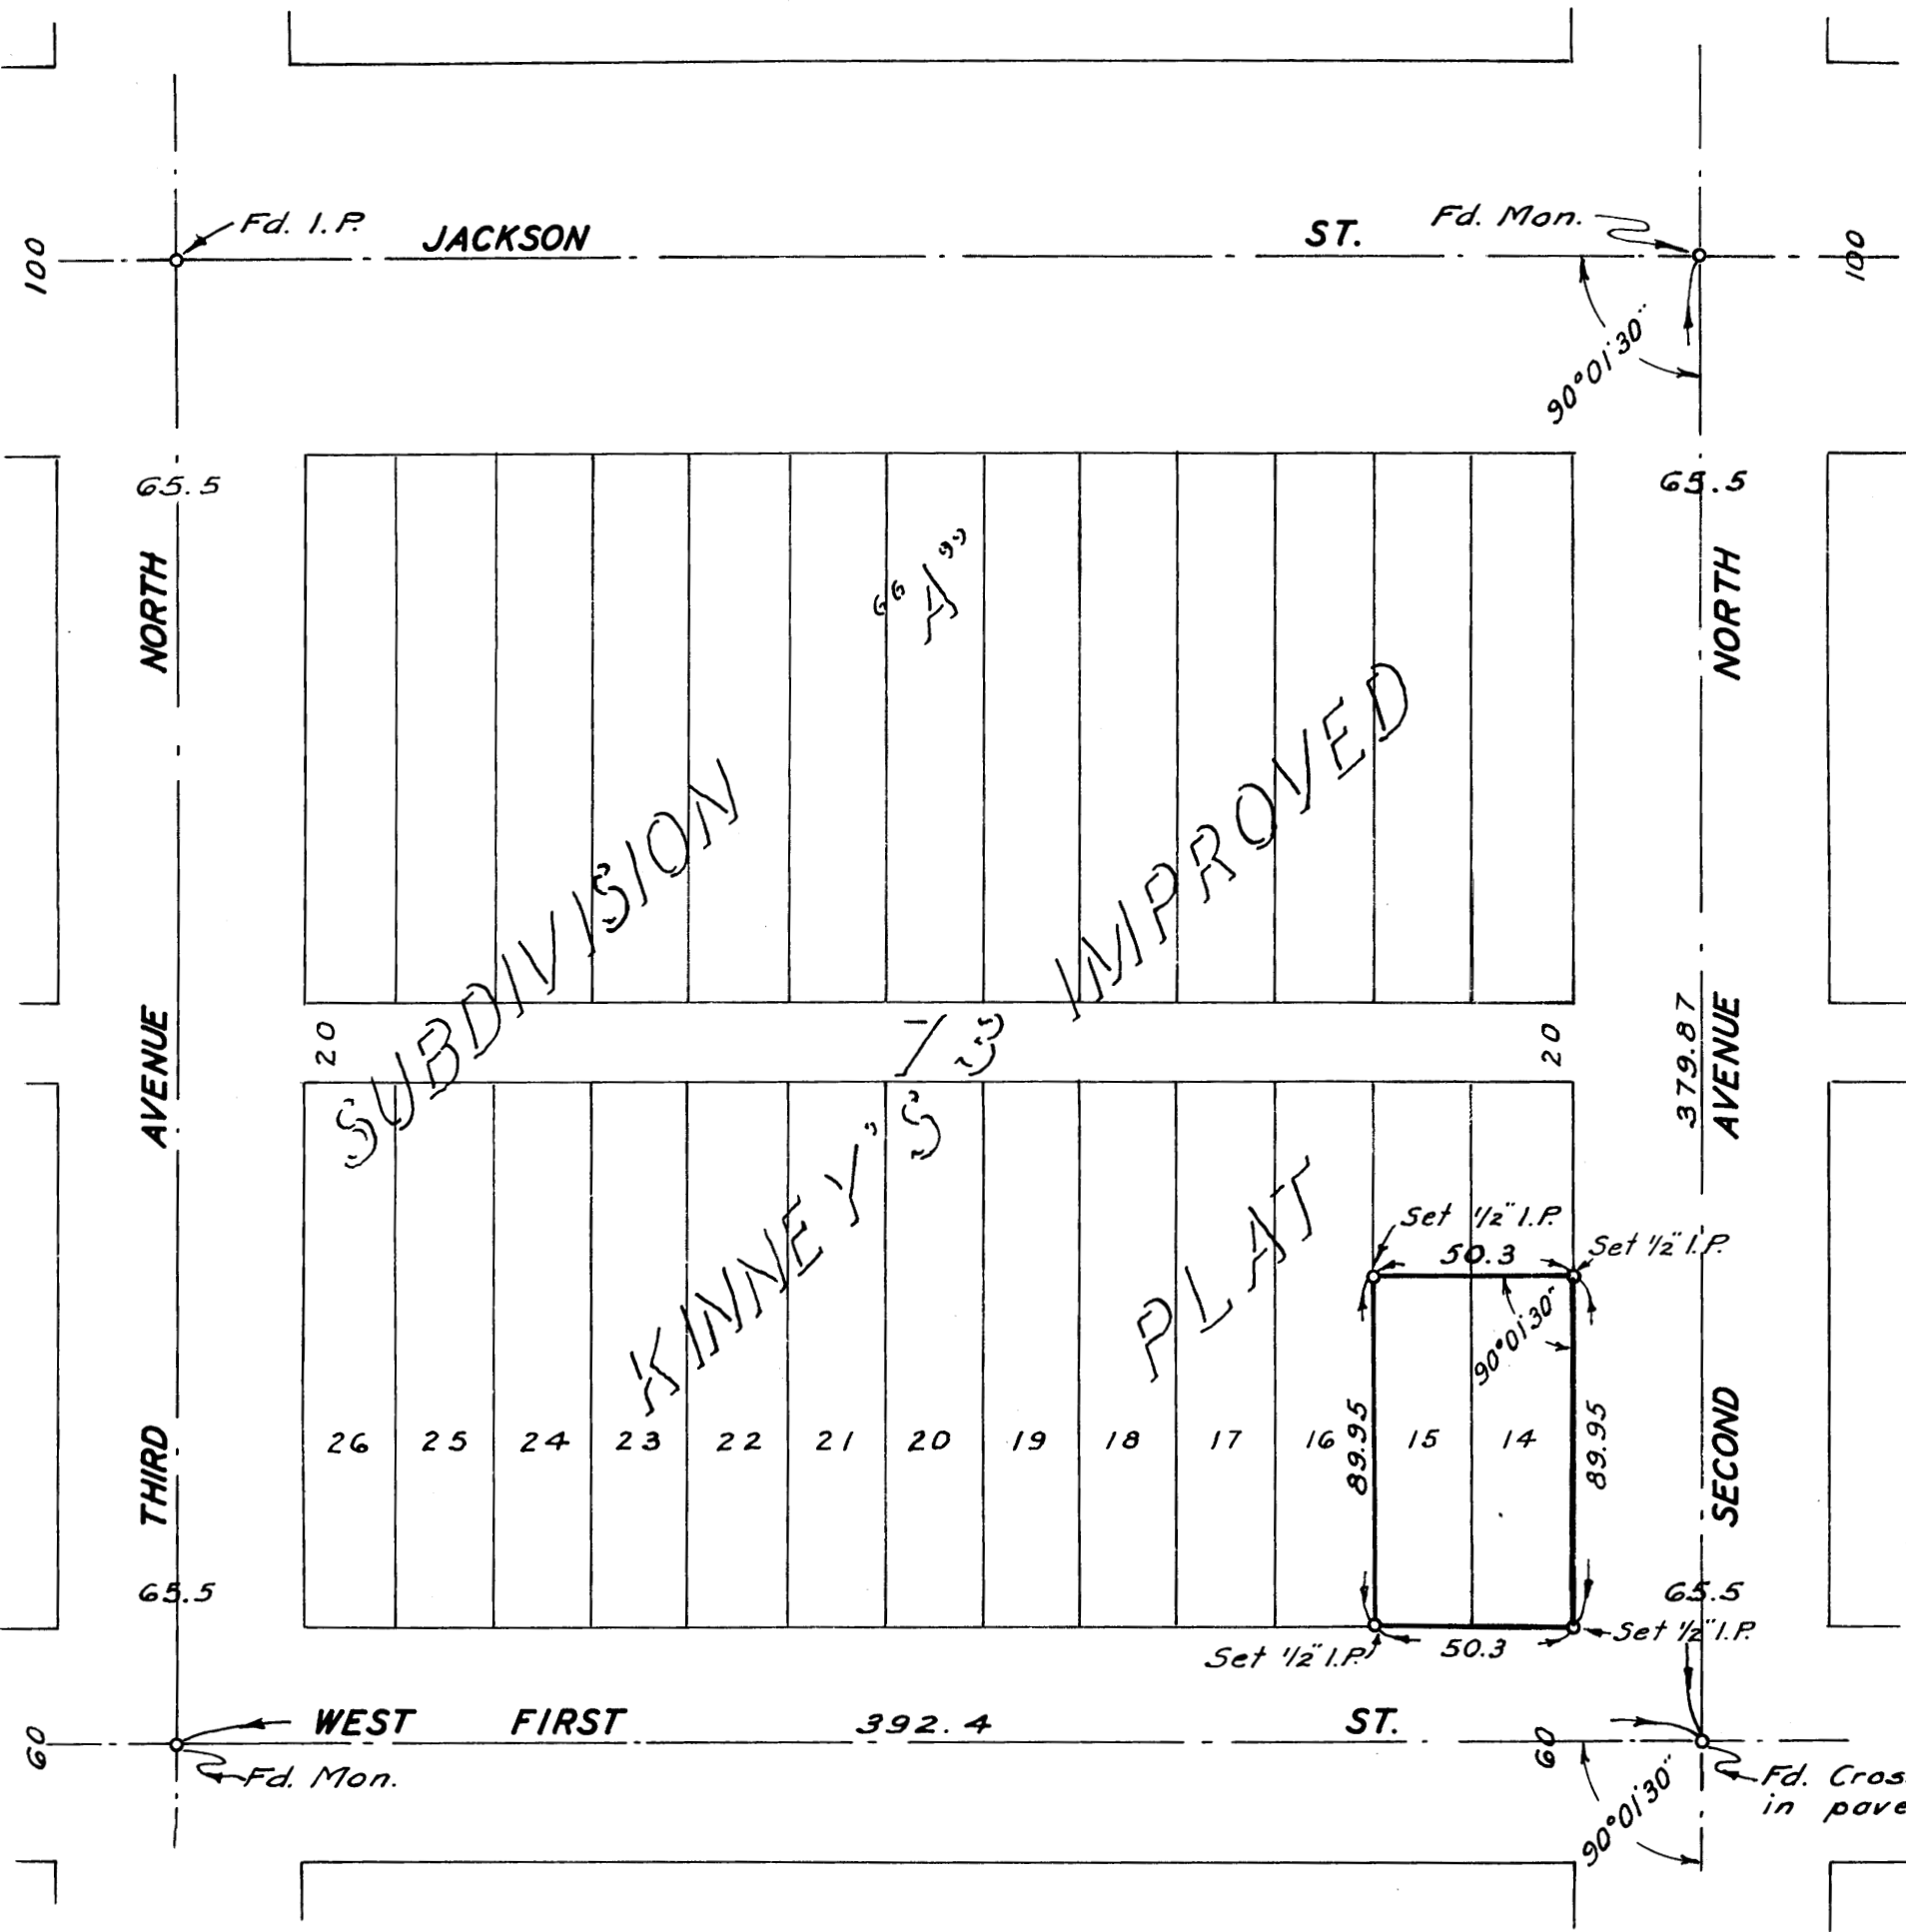 Fd. I.P.
JACKSON ST.
Fd. Mon.
100
100
90°01'30"
65.5
65.5
NORTH
NORTH
"A"
SUBDIVISION
IMPROVED
20
73
20
379.87
AVENUE
AVENUE
KINNEY'S
PLAT
Set 1/2" I.P.
50.3
Set 1/2" I.P.
90°01'30"
89.95
89.95
26 25 24 23 22 21 20 19 18 17 16 15 14
THIRD
SECOND
65.5
65.5
Set 1/2" I.P.
50.3
Set 1/2" I.P.
60
WEST FIRST 392.4 ST.
60
Fd. Mon.
90°01'30"
Fd. Cros
in pave